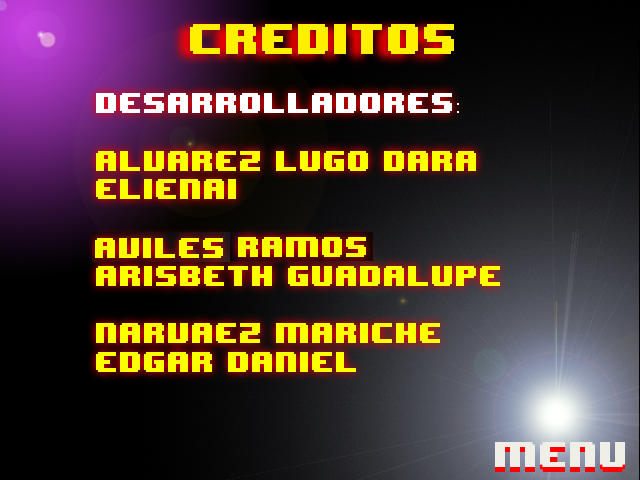 CREDITOS
DESARROLLADORES:
ALVAREZ LUGO DARA
ELIENAI
AVILES RAMOS
ARISBETH GUADALUPE
NARVAEZ MARICHE
EDGAR DANIEL
MENU